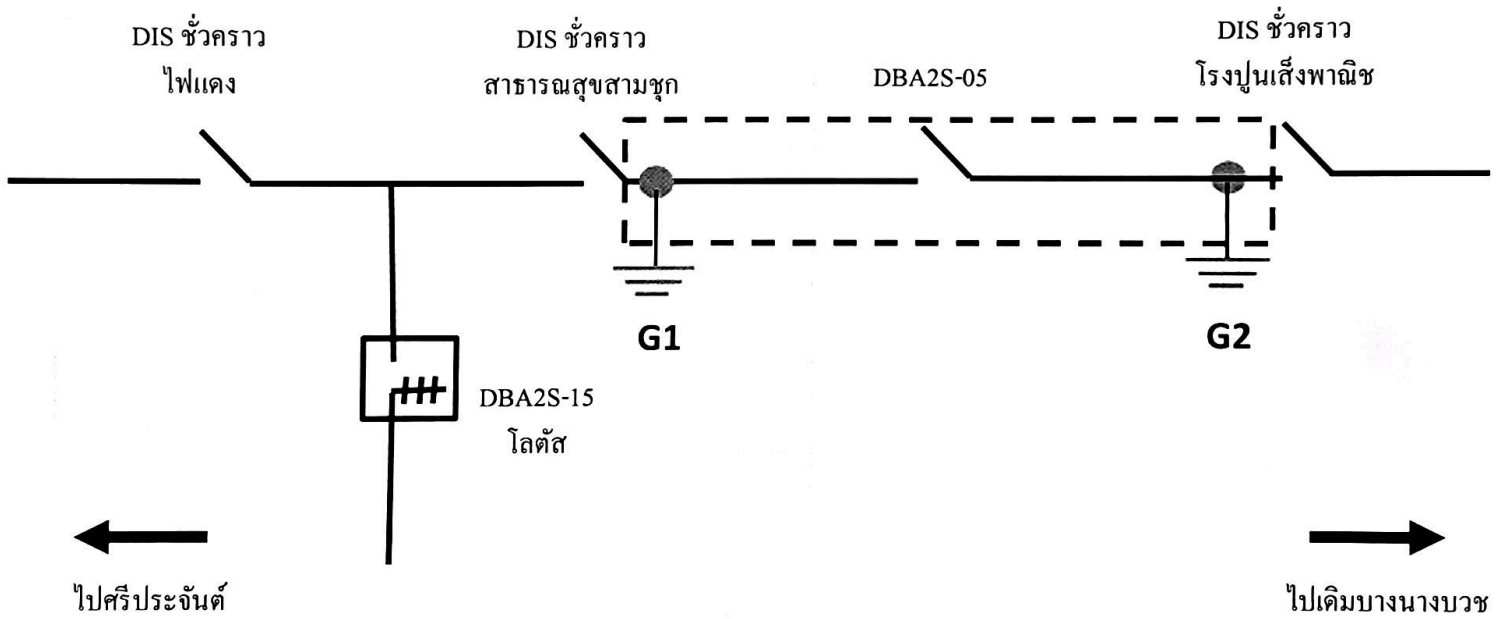 DIS ชั่วคราว
ไฟแดง
DIS ชั่วคราว
สาธารณสุขสามชุก
DBA2S-05
DIS ชั่วคราว
โรงปูนเส็งพาณิช
G1
G2
DBA2S-15
โลตัส
ไปศรีประจันต์
ไปเดิมบางนางบวช